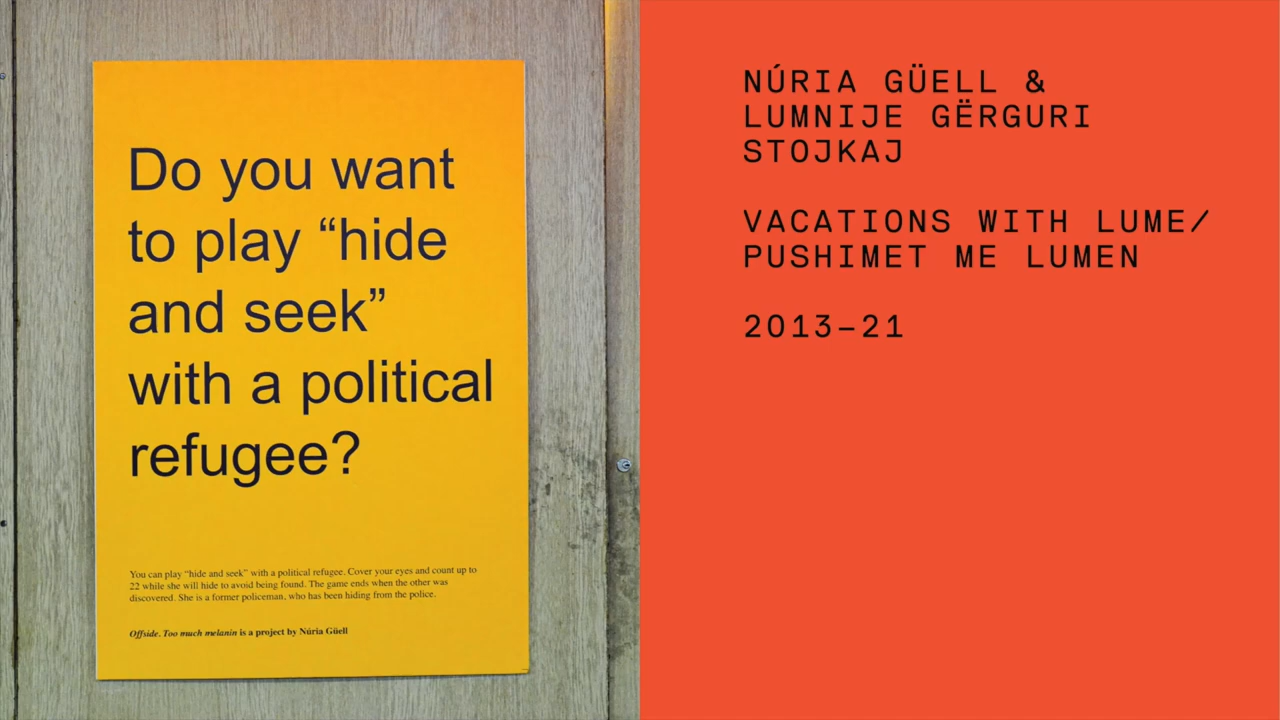 Do you want
to play “hide
and seek”
with a political
refugee?
You can play “hide and seek” with a political refugee. Cover your eyes and count up to
22 while she will hide to avoid being found. The game ends when the other was
discovered. She is a former policeman, who has been hiding from the police.
Offside. Too much melanin is a project by Núria Güell
NÚRIA GÜELL &
LUMNIJE GËRGURI
STOJKAJ
VACATIONS WITH LUME/
PUSHIMET ME LUMEN
2013–21